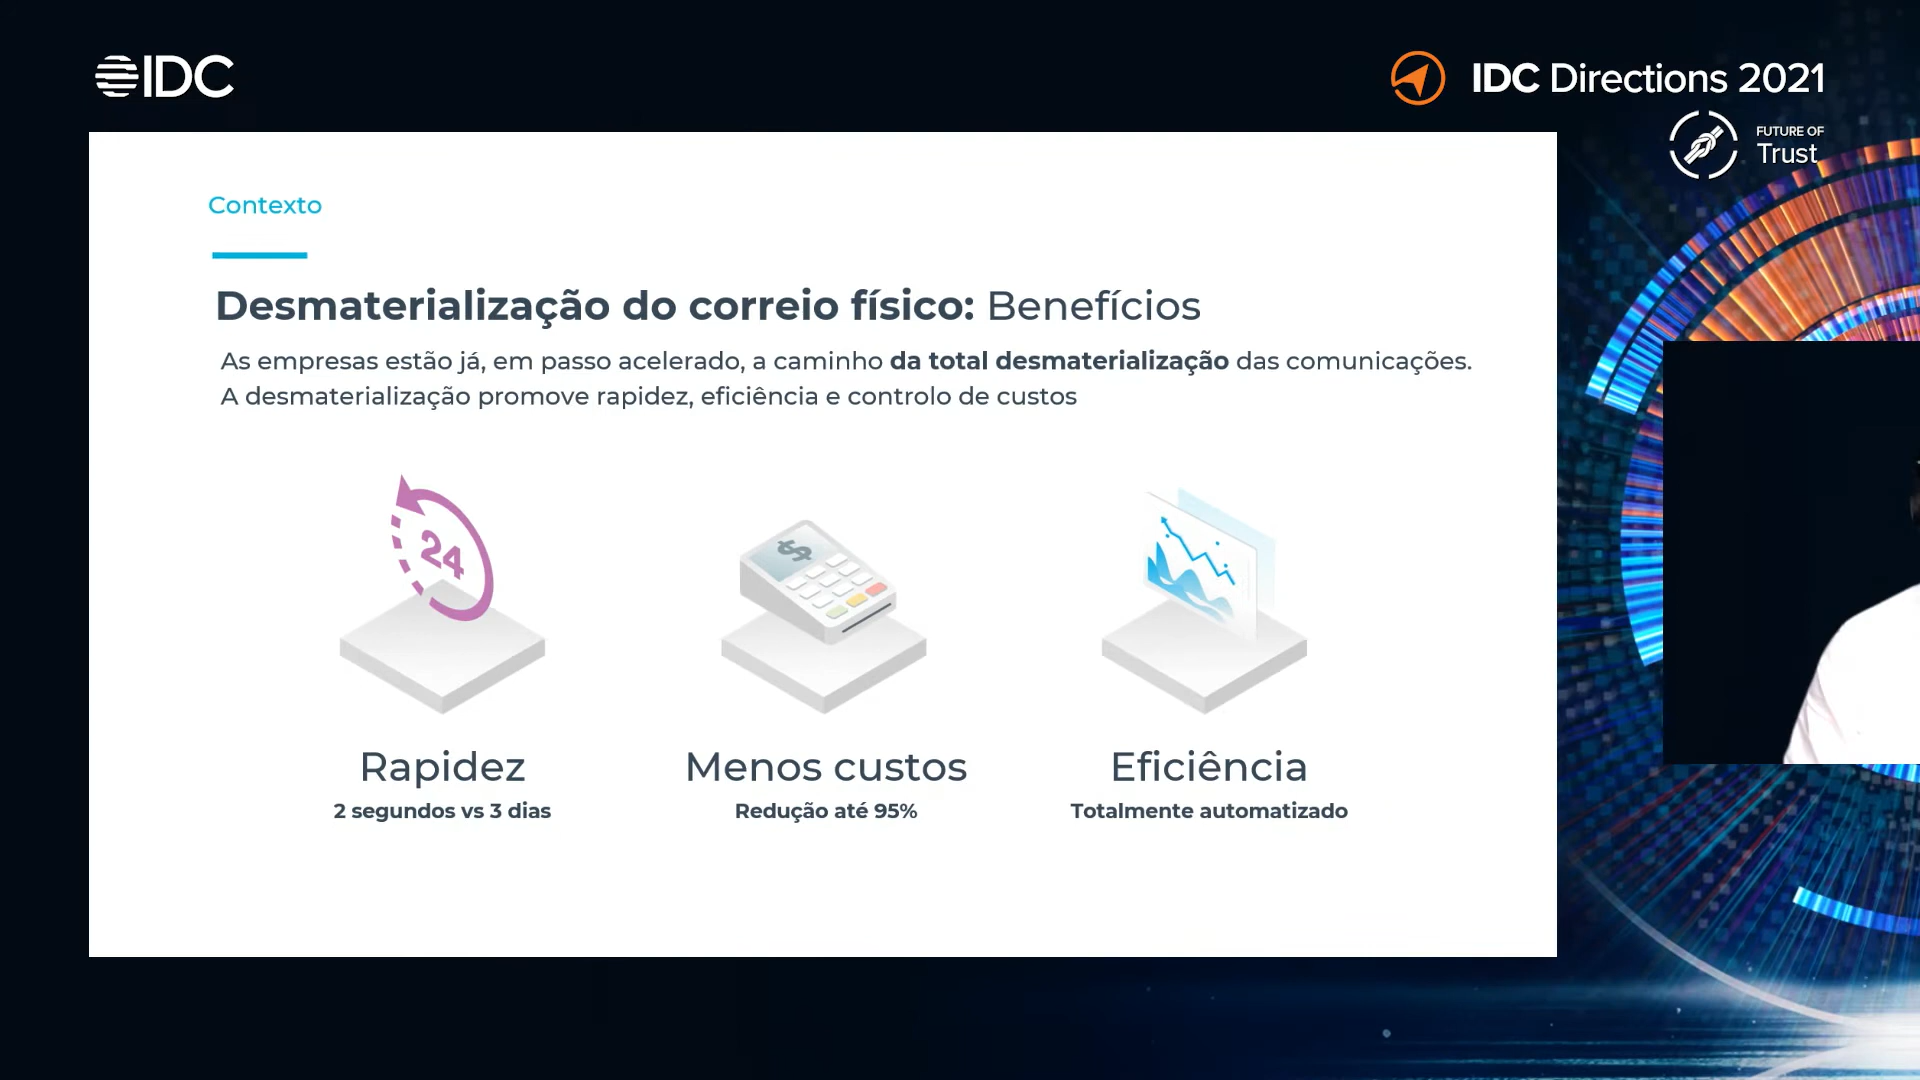 IDC
IDC Directions 2021
FUTURE OF
Trust
Contexto
Desmaterialização do correio físico: Benefícios
As empresas estão já, em passo acelerado, a caminho da total desmaterialização das comunicações.
A desmaterialização promove rapidez, eficiência e controlo de custos
24
$
Rapidez
2 segundos vs 3 dias
Menos custos
Redução até 95%
Eficiência
Totalmente automatizado